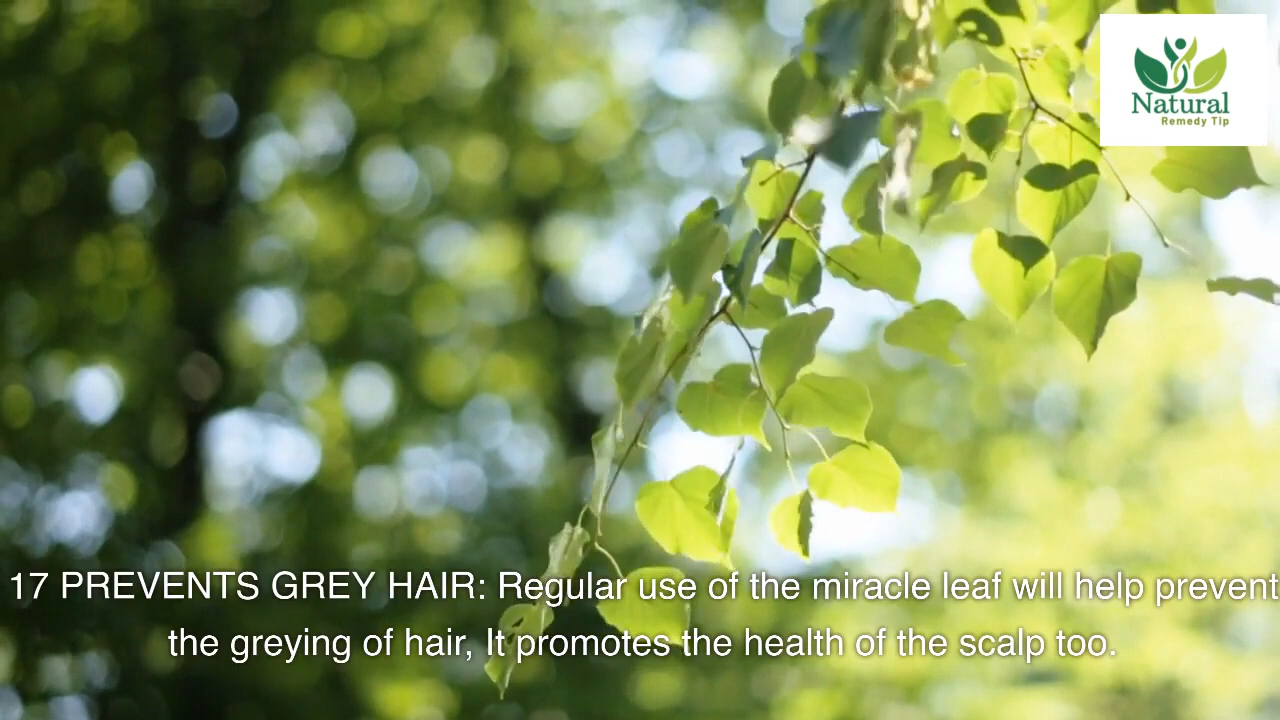 Natural
Remedy Tip
17 PREVENTS GREY HAIR: Regular use of the miracle leaf will help prevent
the greying of hair, It promotes the health of the scalp too.